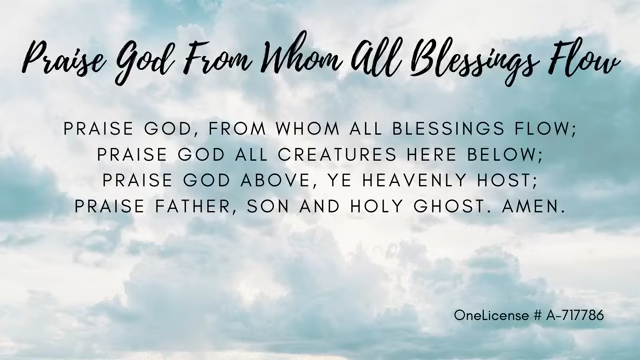 Praise God From Whom All Blessings Flow
PRAISE GOD, FROM WHOM ALL BLESSINGS FLOW;
PRAISE GOD ALL CREATURES HERE BELOW;
PRAISE GOD ABOVE, YE HEAVENLY HOST;
PRAISE FATHER, SON AND HOLY GHOST. AMEN.
OneLicense # A-717786